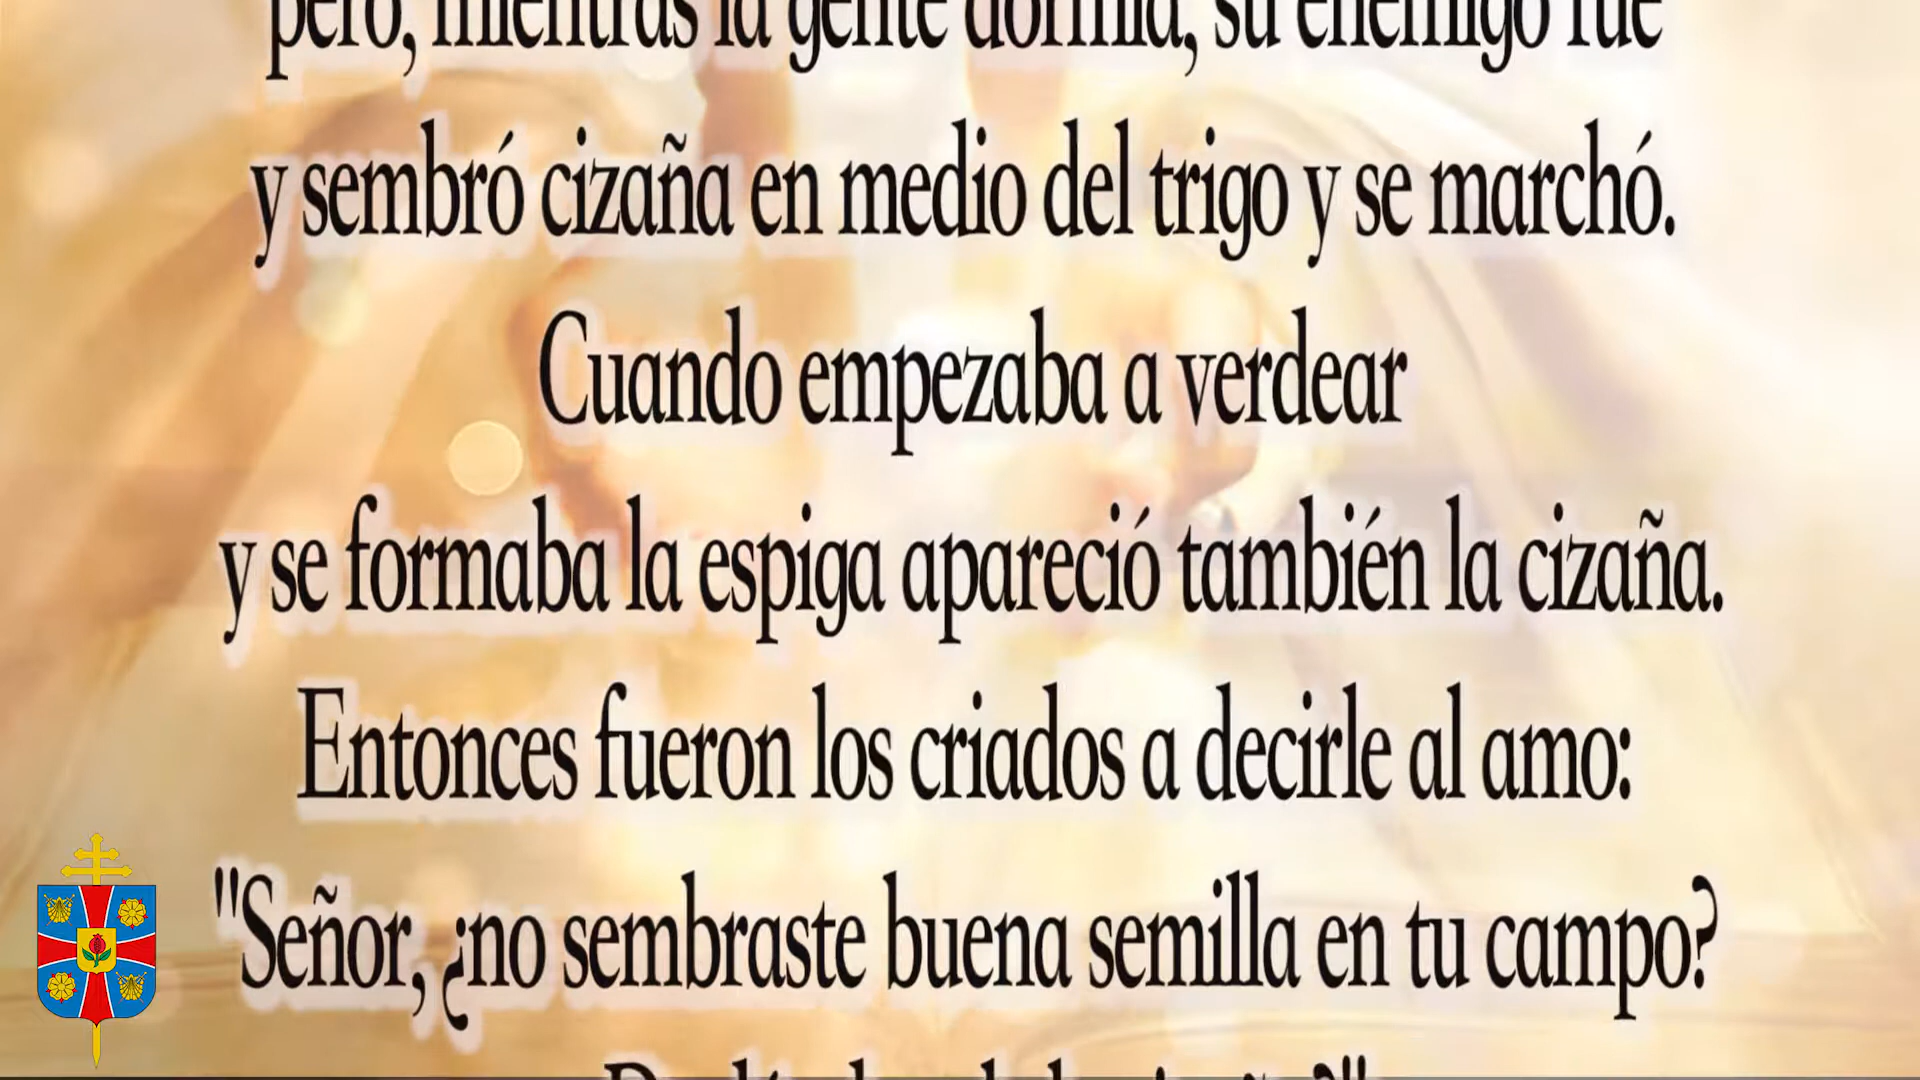 pero, mientras la gente dormía, su enemigo fue
y sembró cizaña en medio del trigo y se marchó.
Cuando empezaba a verdear
y se formaba la espiga apareció también la cizaña.
Entonces fueron los criados a decirle al amo:
"Señor, ¿no sembraste buena semilla en tu campo?